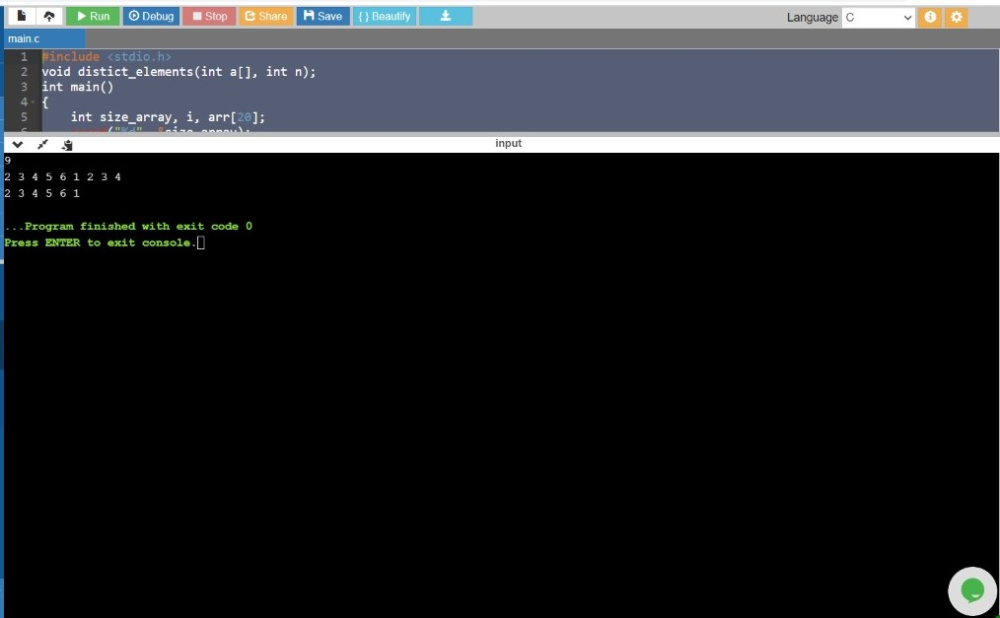 Run Debug Stop Share Save { } Beautify Language C
main.c
1 #include <stdio.h>
2 void distict_elements(int a[], int n);
3 int main()
4 {
5 int size_array, i, arr[20];
6 ("%d", &size_array);
input
9
2 3 4 5 6 1 2 3 4
2 3 4 5 6 1
...Program finished with exit code 0
Press ENTER to exit console.